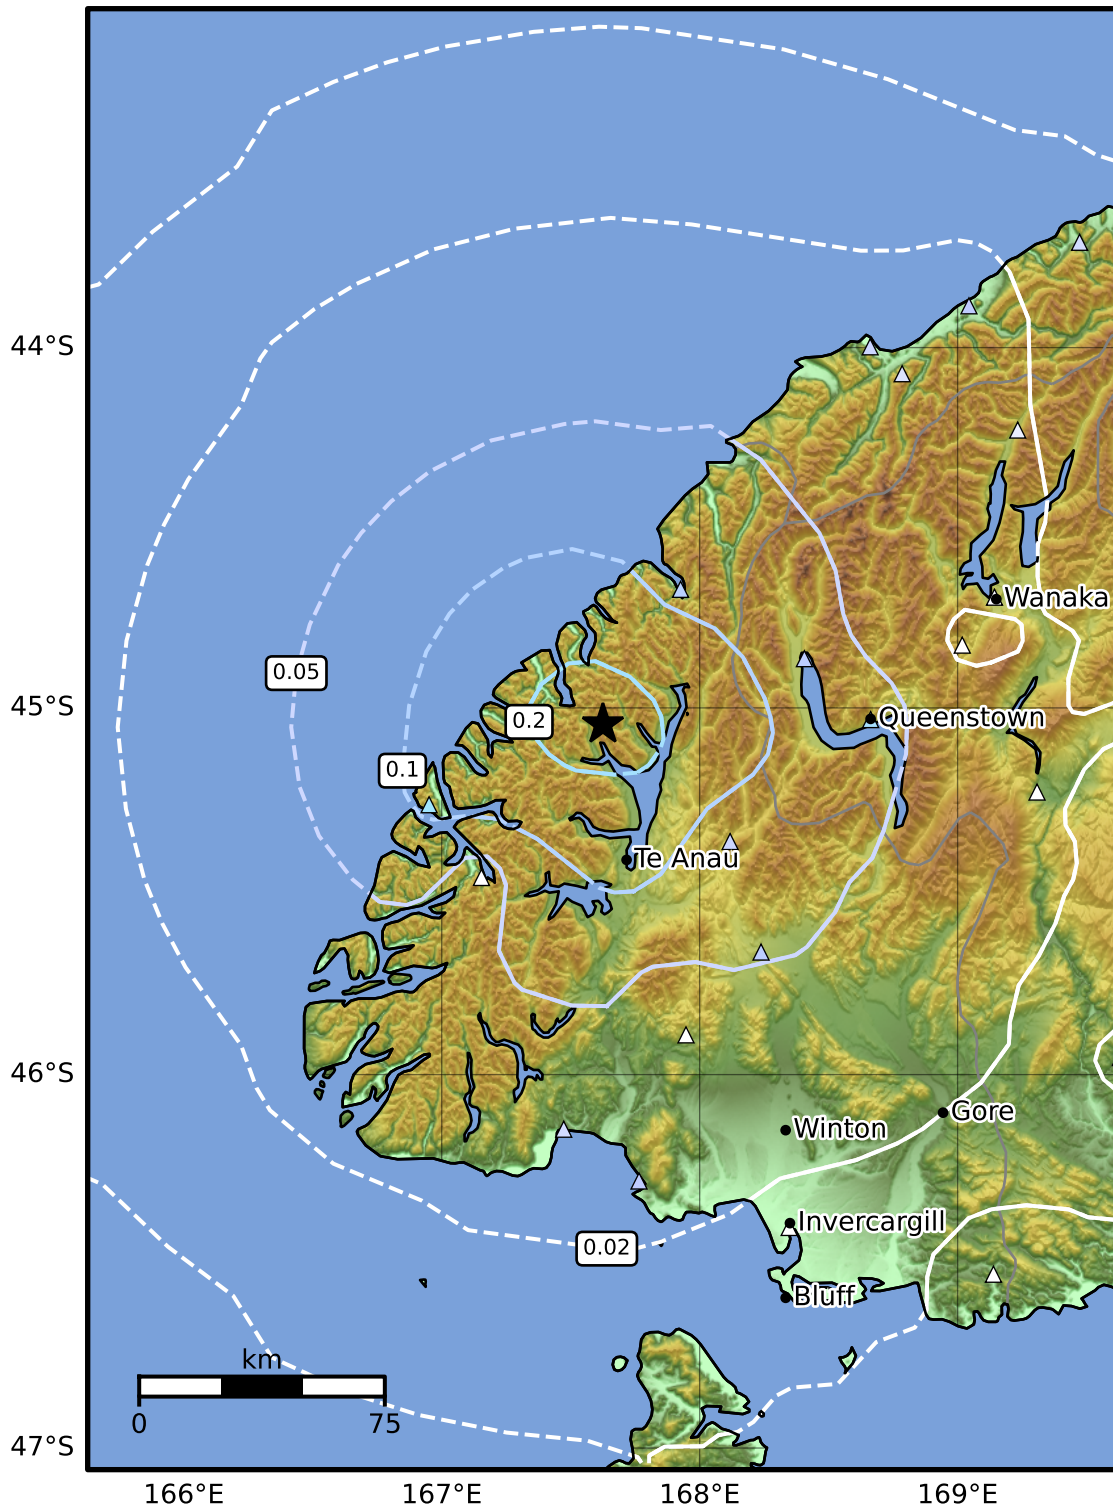 44°S
Wanaka
45°S
0.05
0.2
Queenstown
0.1
Te Anau
46°S
Gore
Winton
Invercargill
0.02
Bluff
km
0 75
47°S
166°E 167°E 168°E 169°E